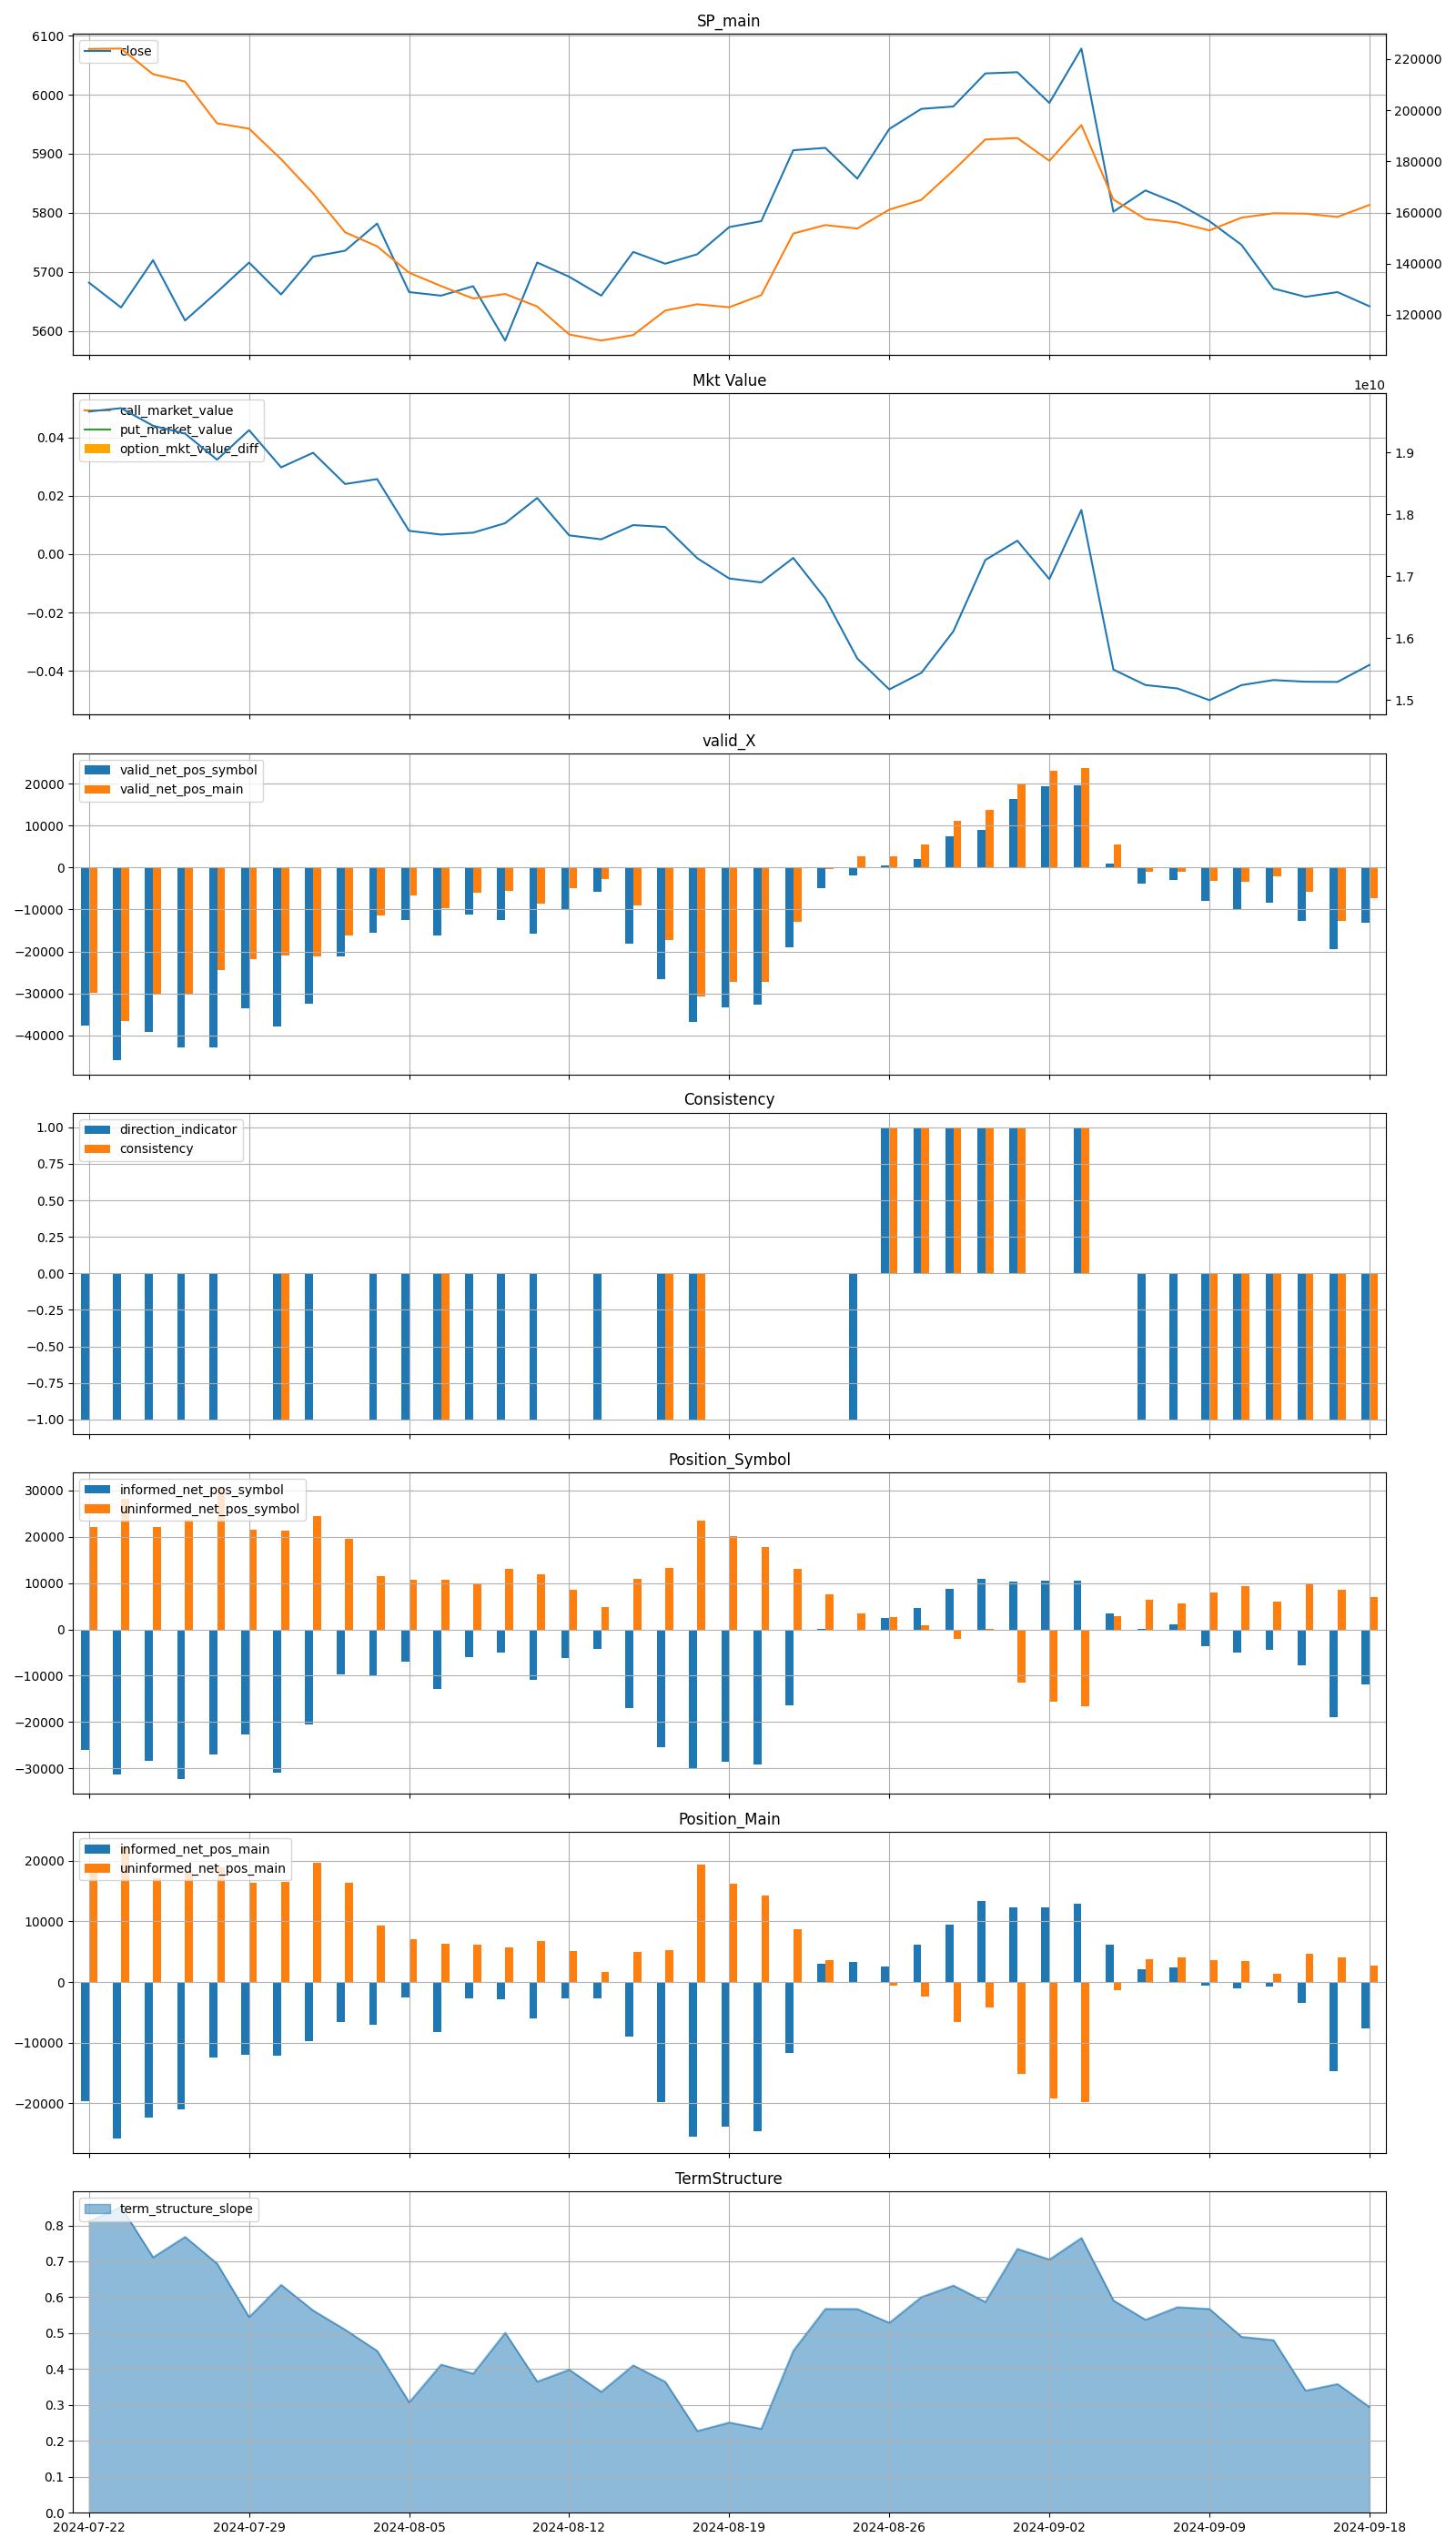 SP_main
close
6100
6000
5900
5800
5700
5600
220000
200000
180000
160000
140000
120000
Mkt Value
1e10
call_market_value
put_market_value
option_mkt_value_diff
0.04
0.02
0.00
−0.02
−0.04
1.9
1.8
1.7
1.6
1.5
valid_X
valid_net_pos_symbol
valid_net_pos_main
20000
10000
0
−10000
−20000
−30000
−40000
Consistency
direction_indicator
consistency
1.00
0.75
0.50
0.25
0.00
−0.25
−0.50
−0.75
−1.00
Position_Symbol
informed_net_pos_symbol
uninformed_net_pos_symbol
30000
20000
10000
0
−10000
−20000
−30000
Position_Main
informed_net_pos_main
uninformed_net_pos_main
20000
10000
0
−10000
−20000
TermStructure
term_structure_slope
0.8
0.7
0.6
0.5
0.4
0.3
0.2
0.1
0.0
2024-07-22 2024-07-29 2024-08-05 2024-08-12 2024-08-19 2024-08-26 2024-09-02 2024-09-09 2024-09-18